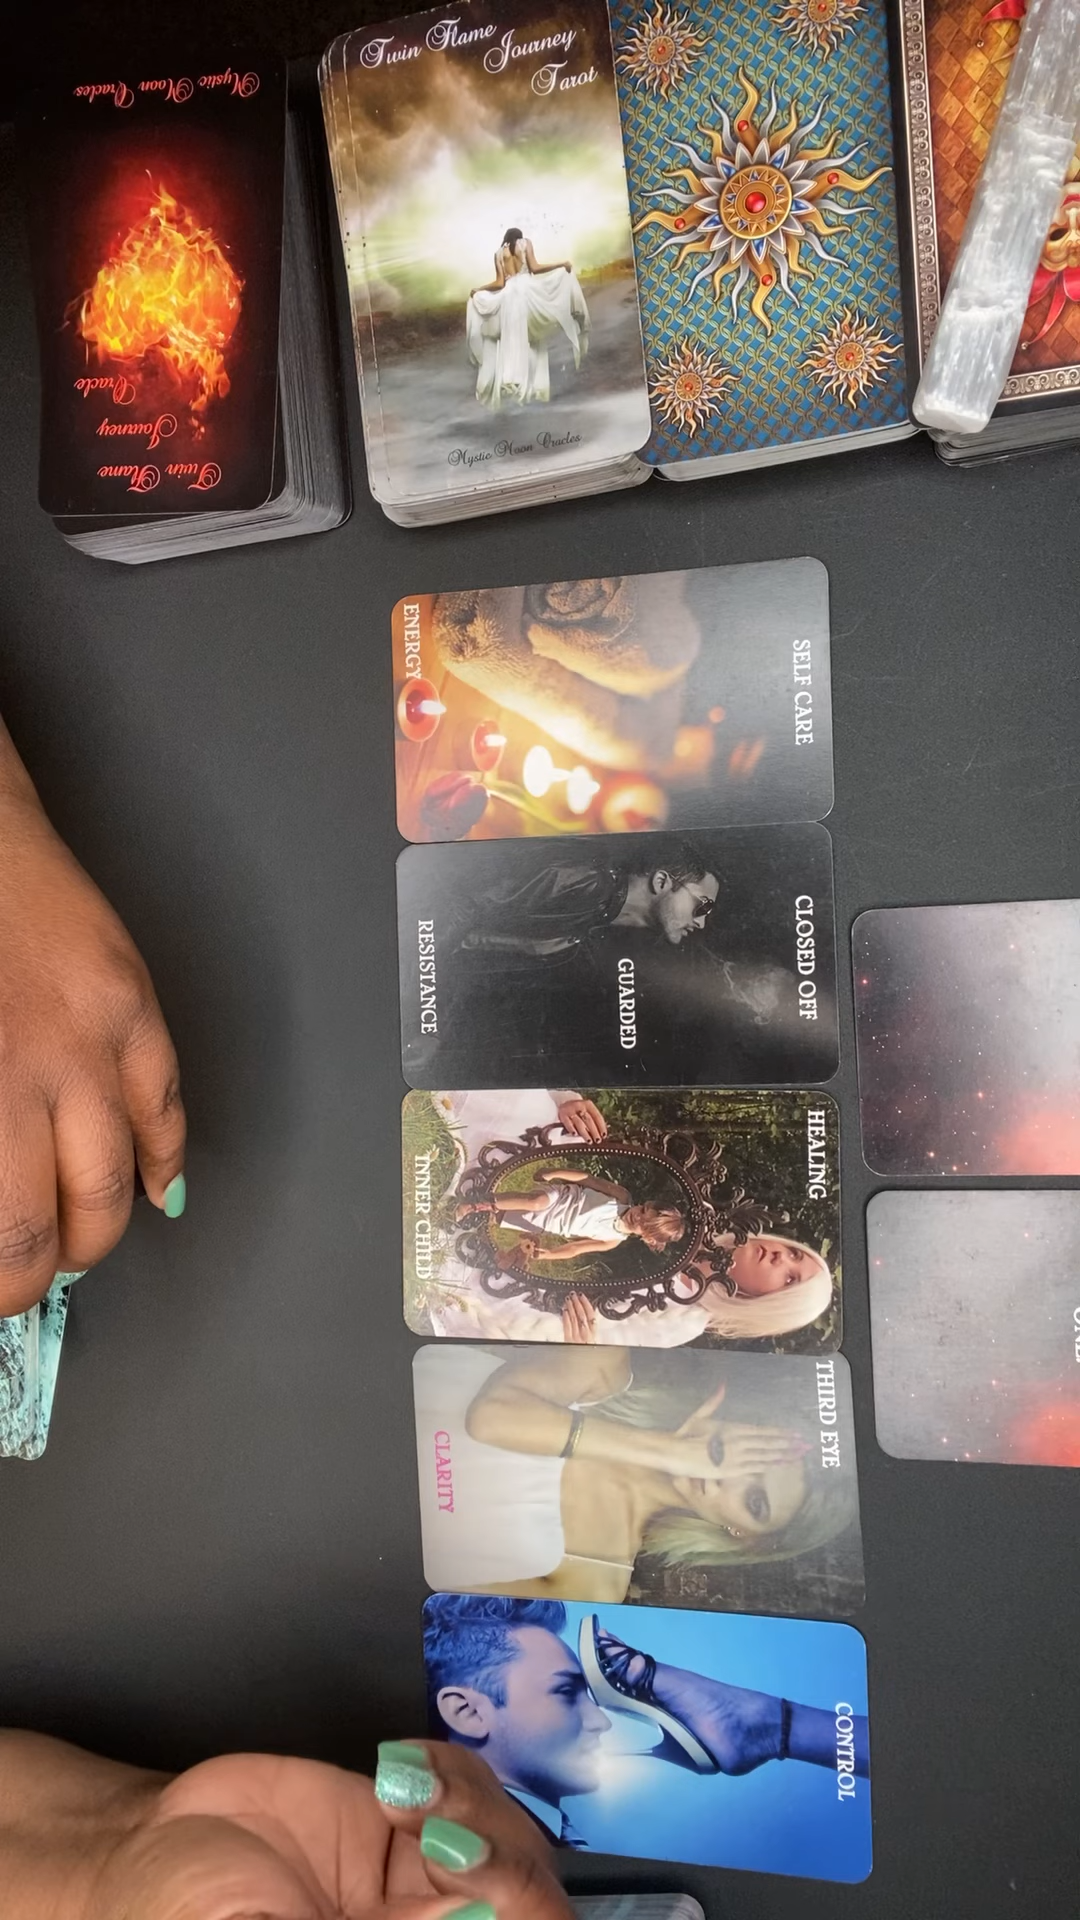 Mystic Moon Oracles
Oracle
Journey
Twin Flame
Twin Flame
Journey
Tarot
Mystic Moon Oracles
SELF CARE
ENERGY
CLOSED OFF
GUARDED
RESISTANCE
HEALING
INNER CHILD
THIRD EYE
CLARITY
CONTROL